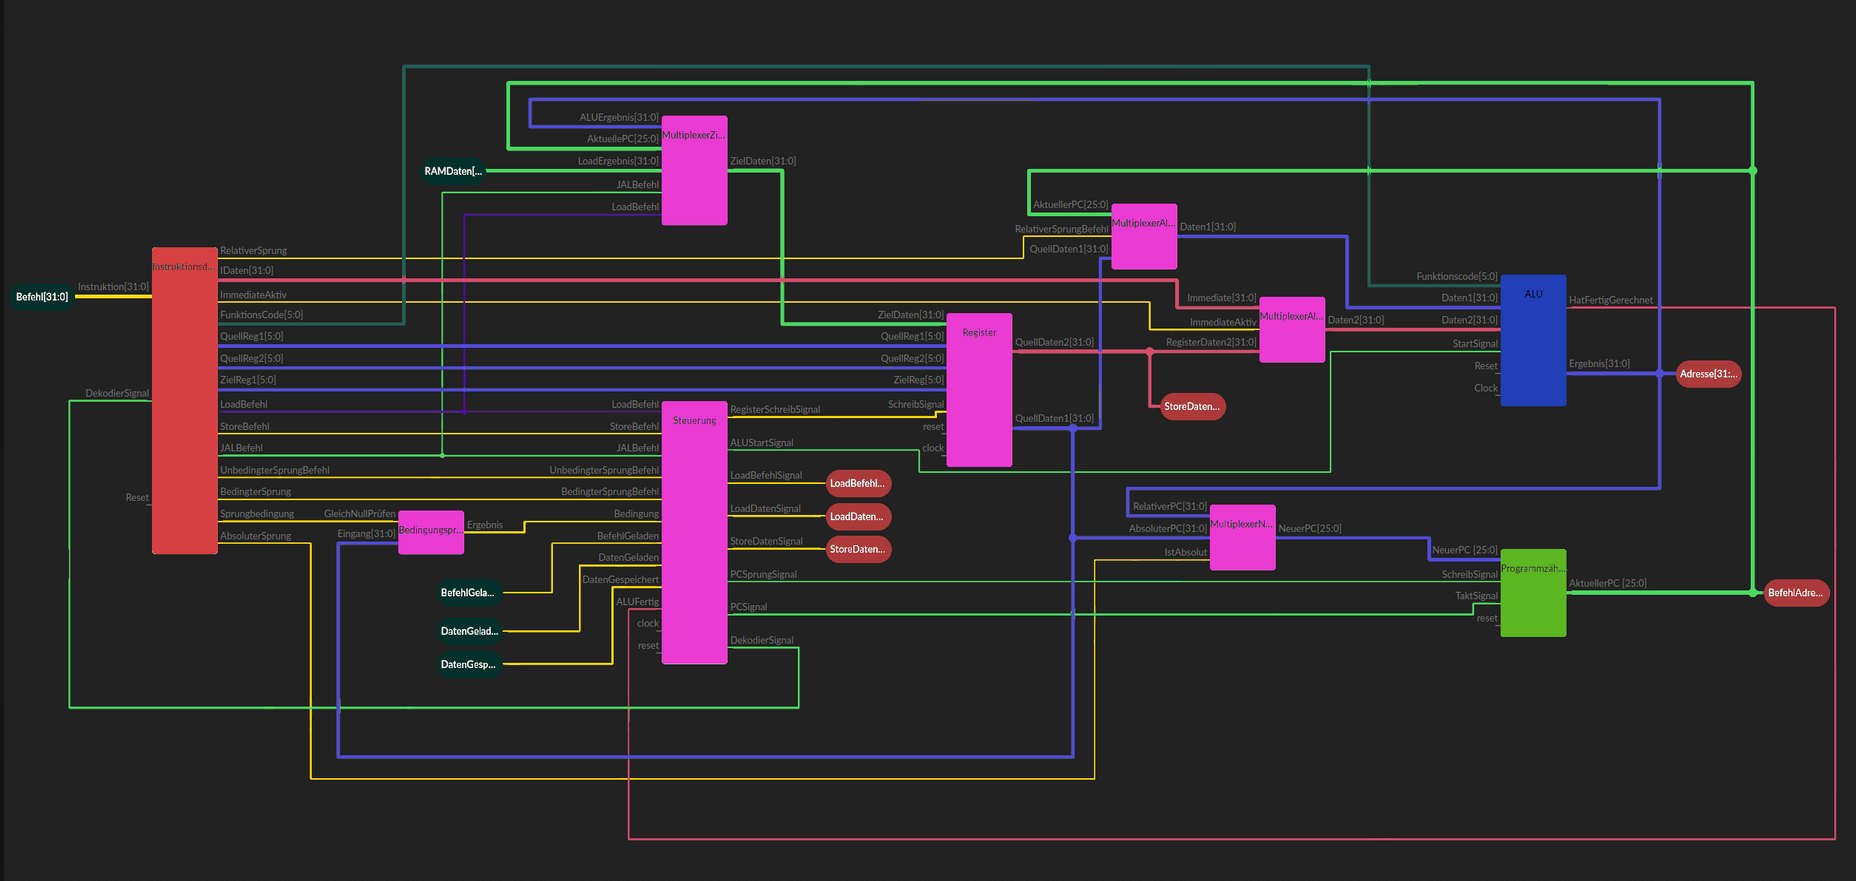 Befehl[31:0]
Instruktion[31:0]
DekodierSignal
Reset
Instruktionsd...
RelativerSprung
IDaten[31:0]
ImmediateAktiv
FunktionsCode[5:0]
QuellReg1[5:0]
QuellReg2[5:0]
ZielReg1[5:0]
LoadBefehl
StoreBefehl
JALBefehl
UnbedingterSprungBefehl
BedingterSprung
Sprungbedingung
AbsoluterSprung
GleichNullPrüfen
Eingang[31:0]
Bedingungspr...
Ergebnis
RAMDaten[...
ALUErgebnis[31:0]
AktuellePC[25:0]
LoadErgebnis[31:0]
JALBefehl
LoadBefehl
MultiplexerZi...
ZielDaten[31:0]
BefehlGela...
DatenGelad...
DatenGesp...
LoadBefehl
StoreBefehl
JALBefehl
UnbedingterSprungBefehl
BedingterSprungBefehl
Bedingung
BefehlGeladen
DatenGeladen
DatenGespeichert
ALUFertig
clock
reset
Steuerung
RegisterSchreibSignal
ALUStartSignal
LoadBefehlSignal
LoadDatenSignal
StoreDatenSignal
PCSprungSignal
PCSignal
DekodierSignal
LoadBefehl...
LoadDaten...
StoreDaten...
ZielDaten[31:0]
QuellReg1[5:0]
QuellReg2[5:0]
ZielReg[5:0]
SchreibSignal
reset
clock
Register
QuellDaten2[31:0]
QuellDaten1[31:0]
AktuellerPC[25:0]
RelativerSprungBefehl
QuellDaten1[31:0]
MultiplexerAl...
Daten1[31:0]
Immediate[31:0]
ImmediateAktiv
RegisterDaten2[31:0]
MultiplexerAl...
Daten2[31:0]
StoreDaten...
RelativePC[31:0]
AbsoluterPC[31:0]
IstAbsolut
MultiplexerN...
NeuerPC[25:0]
Funktionscode[5:0]
Daten1[31:0]
Daten2[31:0]
StartSignal
Reset
Clock
ALU
HatFertigGerechnet
Ergebnis[31:0]
Adresse[31:...
NeuerPC [25:0]
SchreibSignal
TaktSignal
reset
Programmzäh...
AktuellerPC [25:0]
BefehlAdre...